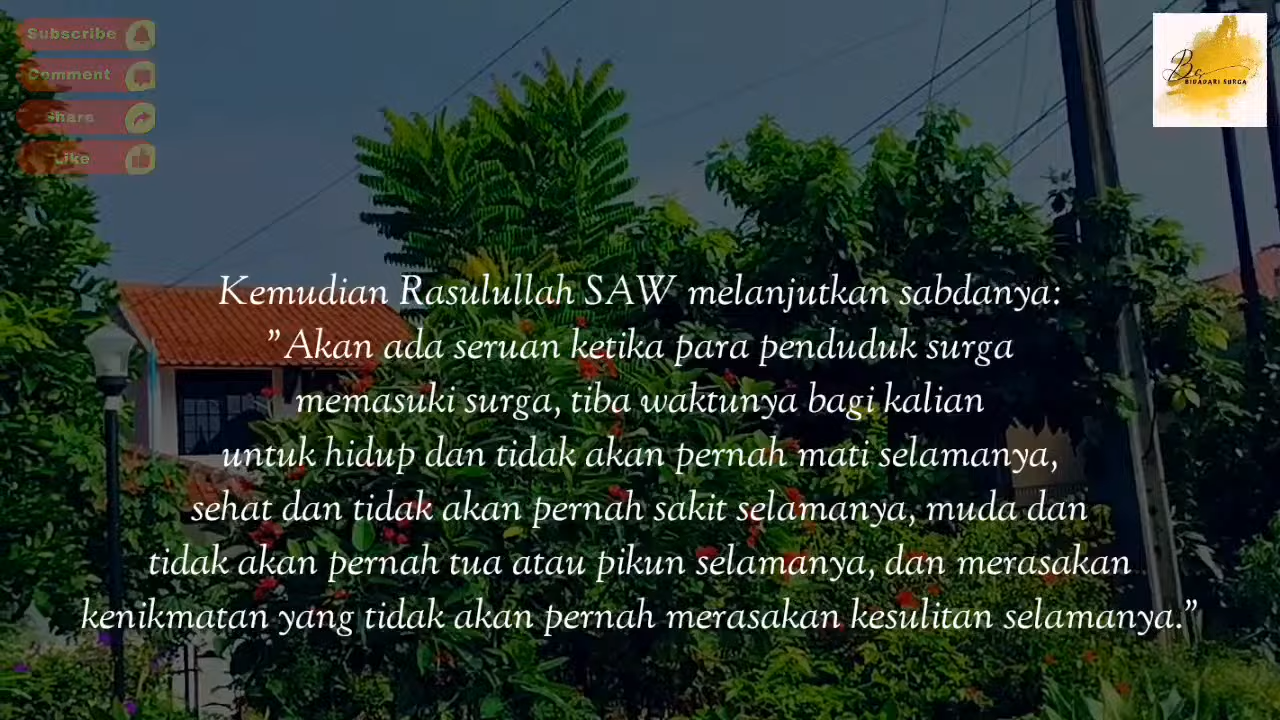 Subscribe
Comment
Share
Like
Bs
BIDADARI SURGA
Kemudian Rasulullah SAW melanjutkan sabdanya:
"Akan ada seruan ketika para penduduk surga
memasuki surga, tiba waktunya bagi kalian
untuk hidup dan tidak akan pernah mati selamanya,
sehat dan tidak akan pernah sakit selamanya, muda dan
tidak akan pernah tua atau pikun selamanya, dan merasakan
kenikmatan yang tidak akan pernah merasakan kesulitan selamanya."